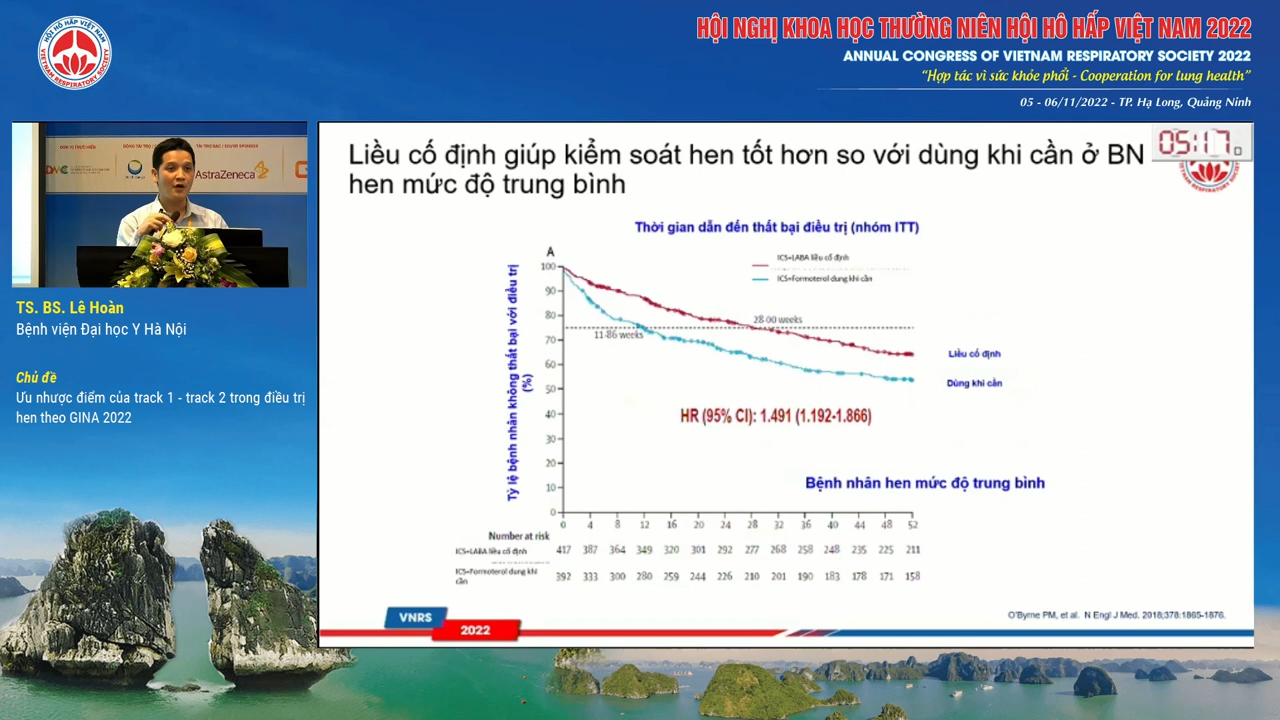 HỘI NGHỊ KHOA HỌC THƯỜNG NIÊN HỘI HÔ HẤP VIỆT NAM 2022
ANNUAL CONGRESS OF VIETNAM RESPIRATORY SOCIETY 2022
“Hợp tác vì sức khỏe phổi - Cooperation for lung health”
05 - 06/11/2022 - TP. Hạ Long, Quảng Ninh
HỘI HÔ HẤP VIỆT NAM
VIETNAM RESPIRATORY SOCIETY
AstraZeneca
TS. BS. Lê Hoàn
Bệnh viện Đại học Y Hà Nội
Chủ đề
Ưu nhược điểm của track 1 - track 2 trong điều trị
hen theo GINA 2022
05:17
Liều cố định giúp kiểm soát hen tốt hơn so với dùng khi cần ở BN
hen mức độ trung bình
Thời gian dẫn đến thất bại điều trị (nhóm ITT)
A
Tỷ lệ bệnh nhân không thất bại với điều trị
(%)
100
90
80
70
60
50
40
30
20
10
0
ICS+LABA liều cố định
ICS+Formoterol dung khi cần
28·00 weeks
11·86 weeks
Liều cố định
Dùng khi cần
HR (95% CI): 1.491 (1.192-1.866)
Bệnh nhân hen mức độ trung bình
0 4 8 12 16 20 24 28 32 36 40 44 48 52
Number at risk
ICS+LABA liều cố định 417 387 364 349 320 301 292 277 268 258 248 235 225 211
ICS+Formoterol dung khi
cần 392 333 300 280 259 244 226 210 201 190 183 178 171 158
O'Byrne PM, et al. N Engl J Med. 2018;378:1865-1876.
VNRS
2022